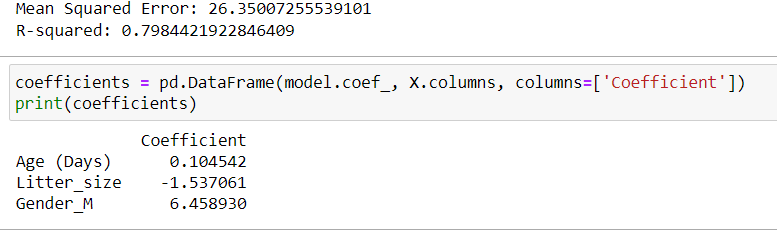 Mean Squared Error: 26.35007255539101
R-squared: 0.7984421922846409
coefficients = pd.DataFrame(model.coef_, X.columns, columns=['Coefficient'])
print(coefficients)
Coefficient
Age (Days) 0.104542
Litter_size -1.537061
Gender_M 6.458930